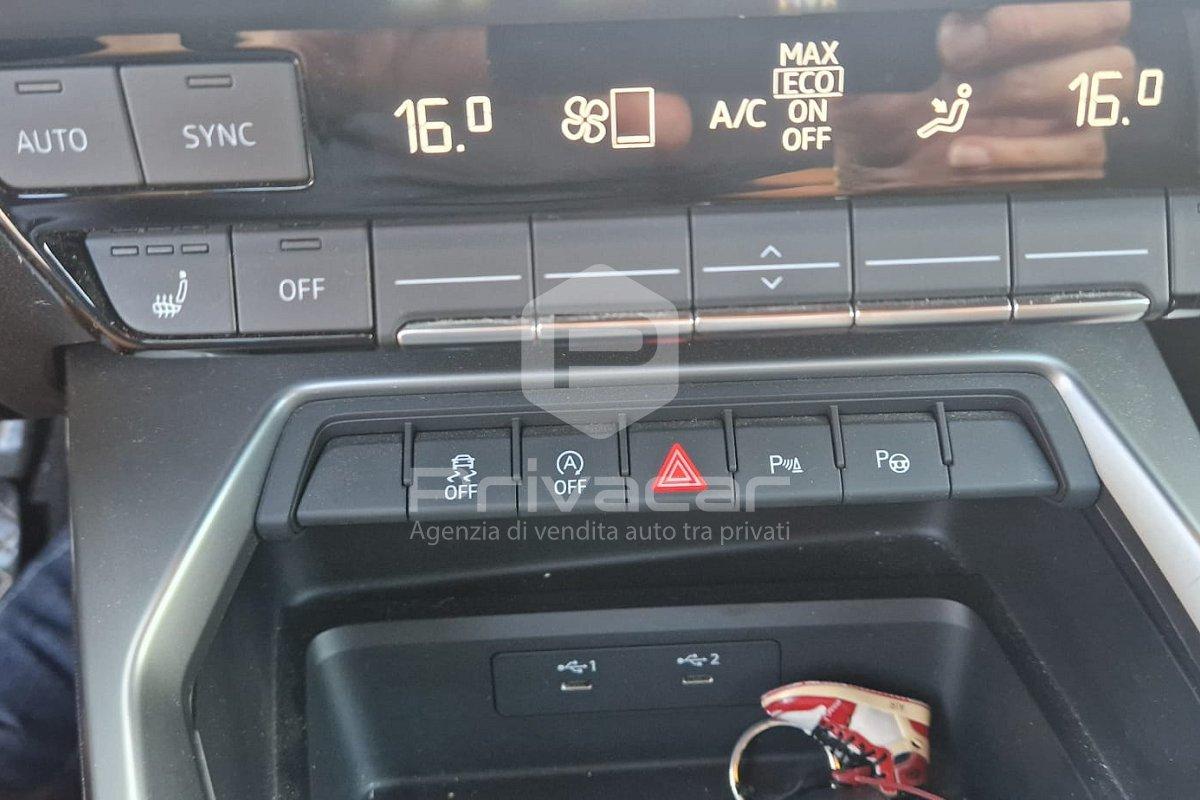 AUTO
SYNC
16.0
A/C
MAX
ECO
ON
OFF
16.0
OFF
OFF
A
OFF
P
P
Privacar
Agenzia di vendita auto tra privati
1
2